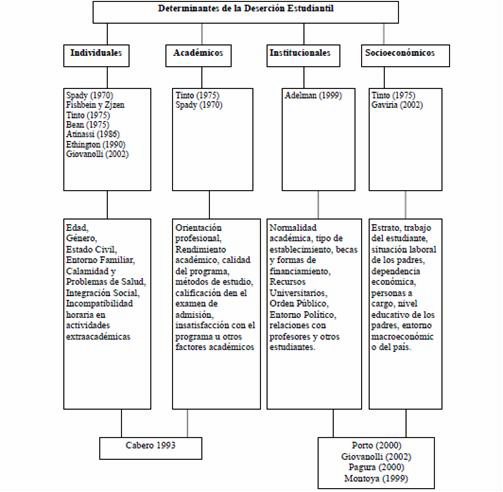 Determinantes de la Deserción Estudiantil
Individuales
Académicos
Institucionales
Socioeconómicos
Spady (1970)
Fishbein y Zjzen
Tinto (1975)
Bean (1975)
Atinassi (1986)
Ethington (1990)
Giovanolli (2002)
Tinto (1975)
Spady (1970)
Adelman (1999)
Tinto (1975)
Gaviria (2002)
Edad,
Género,
Estado Civil,
Entorno Familiar,
Calamidad y
Problemas de Salud,
Integración Social,
Incompatibilidad
horaria en
actividades
extraacadémicas
Orientación
profesional,
Rendimiento
académico, calidad
del programa,
métodos de estudio,
calificación den el
examen de
admisión,
insatisfacción con el
programa u otros
factores académicos
Normalidad
académica, tipo de
establecimiento, becas
y formas de
financiamiento,
Recursos
Universitarios,
Orden Público,
Entorno Político,
relaciones con
profesores y otros
estudiantes.
Estrato, trabajo
del estudiante,
situación laboral
de los padres,
dependencia
económica,
personas a
cargo, nivel
educativo de los
padres, entorno
macroeconómic
o del país.
Cabero 1993
Porto (2000)
Giovanolli (2002)
Pagura (2000)
Montoya (1999)